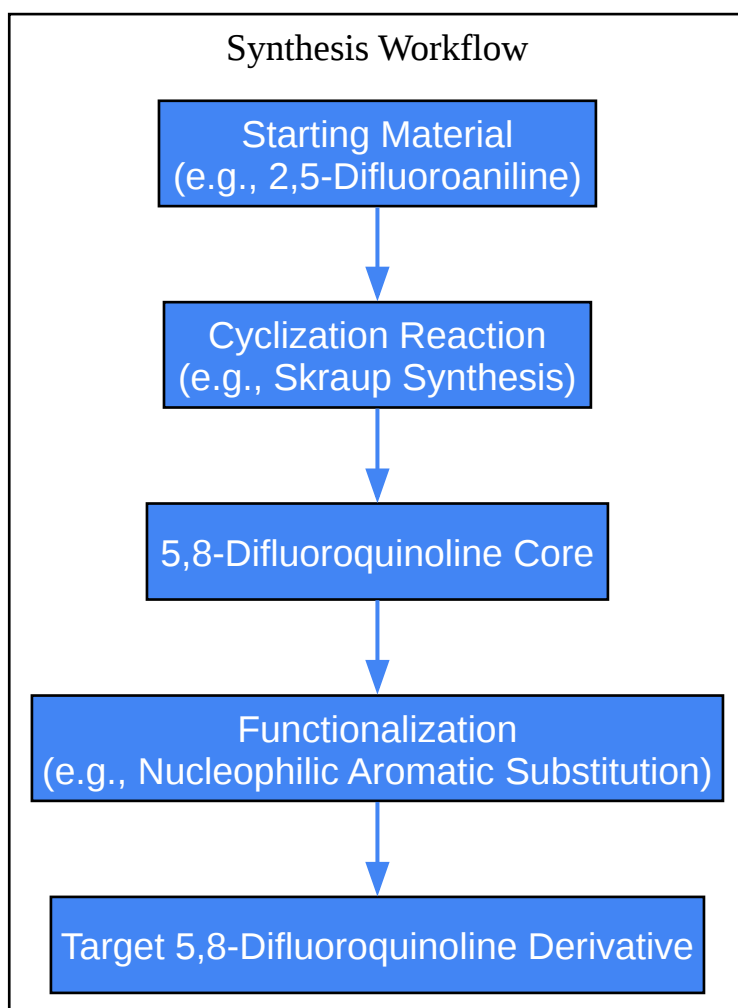 Synthesis Workflow
Starting Material
(e.g., 2,5-Difluoroaniline)
Cyclization Reaction
(e.g., Skraup Synthesis)
5,8-Difluoroquinoline Core
Functionalization
(e.g., Nucleophilic Aromatic Substitution)
Target 5,8-Difluoroquinoline Derivative